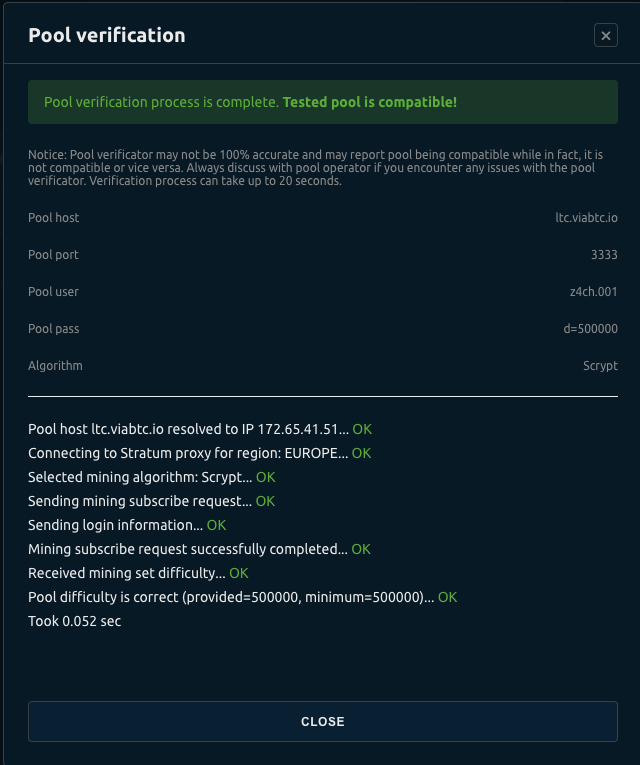 Pool verification
Pool verification process is complete. Tested pool is compatible!
Notice: Pool verificator may not be 100% accurate and may report pool being compatible while in fact, it is
not compatible or vice versa. Always discuss with pool operator if you encounter any issues with the pool
verificator. Verification process can take up to 20 seconds.
Pool host ltc.viabtc.io
Pool port 3333
Pool user z4ch.001
Pool pass d=500000
Algorithm Scrypt
Pool host ltc.viabtc.io resolved to IP 172.65.41.51... OK
Connecting to Stratum proxy for region: EUROPE... OK
Selected mining algorithm: Scrypt... OK
Sending mining subscribe request... OK
Sending login information... OK
Mining subscribe request successfully completed... OK
Received mining set difficulty... OK
Pool difficulty is correct (provided=500000, minimum=500000)... OK
Took 0.052 sec
CLOSE